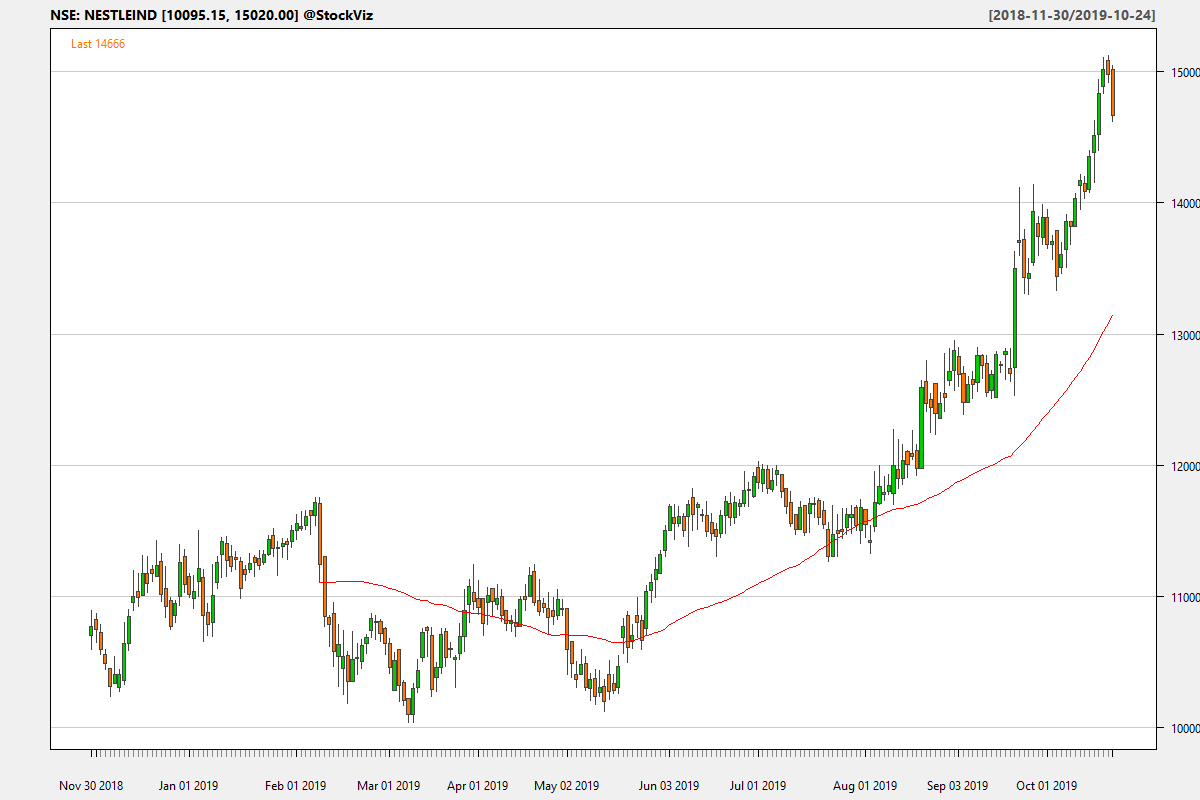 NSE: NESTLEIND [10095.15, 15020.00] @StockViz [2018-11-30/2019-10-24]
Last 14666
15000
14000
13000
12000
11000
10000
Nov 30 2018 Jan 01 2019 Feb 01 2019 Mar 01 2019 Apr 01 2019 May 02 2019 Jun 03 2019 Jul 01 2019 Aug 01 2019 Sep 03 2019 Oct 01 2019